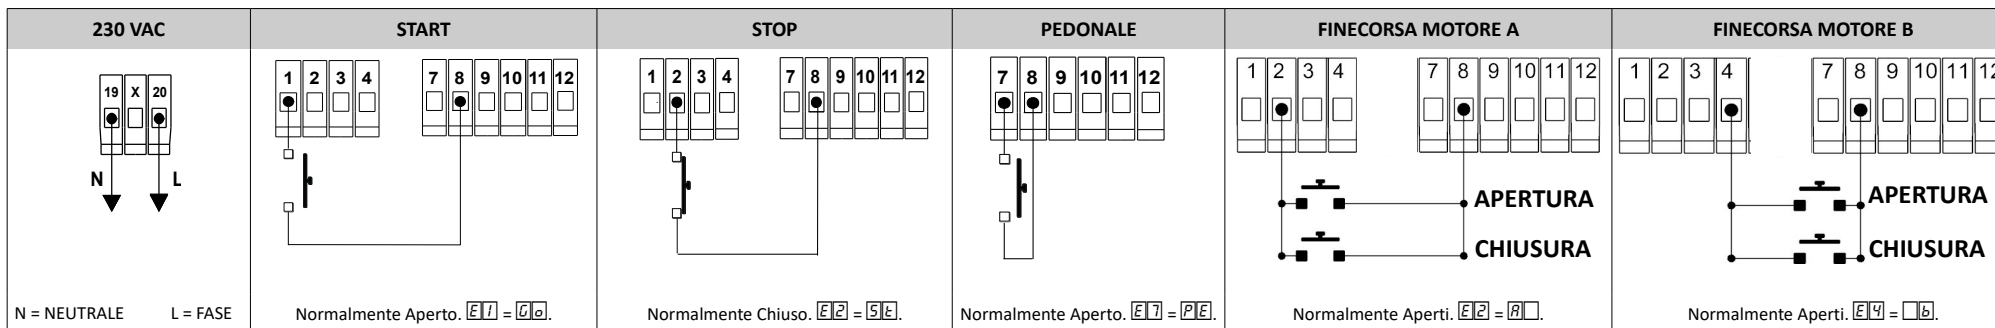 230 VAC
START
STOP
PEDONALE
FINECORSA MOTORE A
FINECORSA MOTORE B
19 X 20
N L
N = NEUTRALE L = FASE
1 2 3 4 7 8 9 10 11 12
Normalmente Aperto. E1 = Go.
1 2 3 4 7 8 9 10 11 12
Normalmente Chiuso. E2 = St.
7 8 9 10 11 12
Normalmente Aperto. E7 = PE.
1 2 3 4 7 8 9 10 11 12
APERTURA
CHIUSURA
Normalmente Aperti. E2 = A .
1 2 3 4 7 8 9 10 11 12
APERTURA
CHIUSURA
Normalmente Aperti. E4 = b.